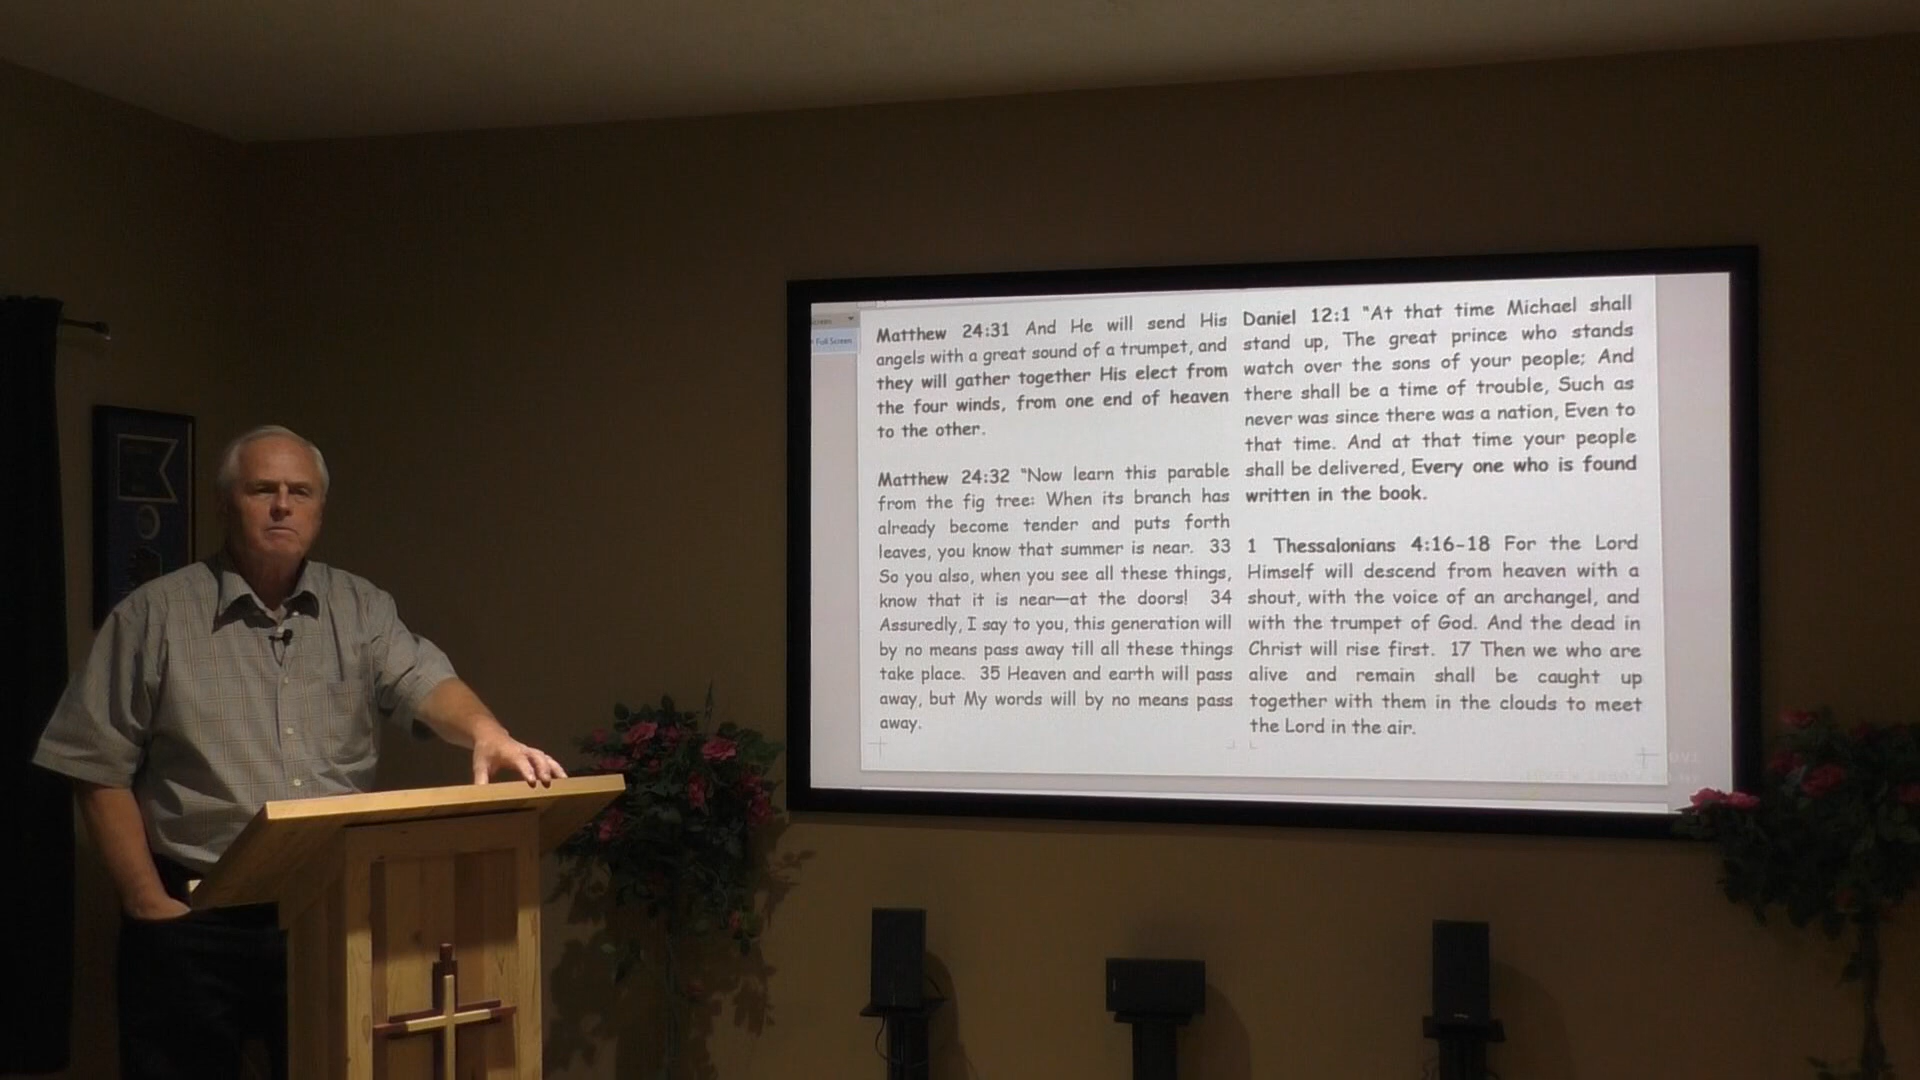 Full Screen
Matthew 24:31 And He will send His
angels with a great sound of a trumpet, and
they will gather together His elect from
the four winds, from one end of heaven
to the other.
Matthew 24:32 "Now learn this parable
from the fig tree: When its branch has
already become tender and puts forth
leaves, you know that summer is near. 33
So you also, when you see all these things,
know that it is near—at the doors! 34
Assuredly, I say to you, this generation will
by no means pass away till all these things
take place. 35 Heaven and earth will pass
away, but My words will by no means pass
away.
Daniel 12:1 "At that time Michael shall
stand up, The great prince who stands
watch over the sons of your people; And
there shall be a time of trouble, Such as
never was since there was a nation, Even to
that time. And at that time your people
shall be delivered, Every one who is found
written in the book.
1 Thessalonians 4:16-18 For the Lord
Himself will descend from heaven with a
shout, with the voice of an archangel, and
with the trumpet of God. And the dead in
Christ will rise first. 17 Then we who are
alive and remain shall be caught up
together with them in the clouds to meet
the Lord in the air.